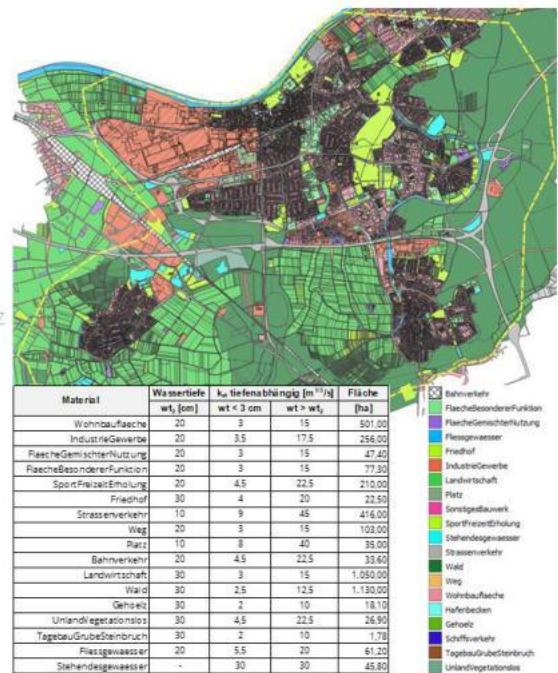 Material Wassertiefe kst tiefenabhängig [m1/3/s] Fläche
wt2 [cm] wt < 3 cm wt > wt2 [ha]
Wohnbauflaeche 20 3 15 501,00
IndustrieGewerbe 20 3,5 17,5 256,00
FlaecheGemischterNutzung 20 3 15 47,40
FlaecheBesondererFunktion 20 3 15 77,30
SportFreizeitErholung 20 4,5 22,5 210,00
Friedhof 30 4 20 22,50
Strassenverkehr 10 9 45 416,00
Weg 20 3 15 103,00
Platz 10 8 40 35,00
Bahnverkehr 20 4,5 22,5 33,60
Landwirtschaft 30 3 15 1.050,00
Wald 30 2,5 12,5 1.130,00
Gehoelz 30 2 10 18,10
UnlandVegetationslos 30 4,5 22,5 26,90
TagebauGrubeSteinbruch 30 2 10 1,78
Fliessgewaesser 20 5,5 20 61,20
Stehendesgewaesser - 30 30 45,80
Bahnverkehr
FlaecheBesondererFunktion
FlaecheGemischterNutzung
Fliessgewaesser
Friedhof
IndustrieGewerbe
Landwirtschaft
Platz
SonstigesBauwerk
SportFreizeitErholung
Stehendesgewaesser
Strassenverkehr
Wald
Weg
Wohnbauflaeche
Hafenbecken
Gehoelz
Schiffsverkehr
TagebauGrubeSteinbruch
UnlandVegetationslos